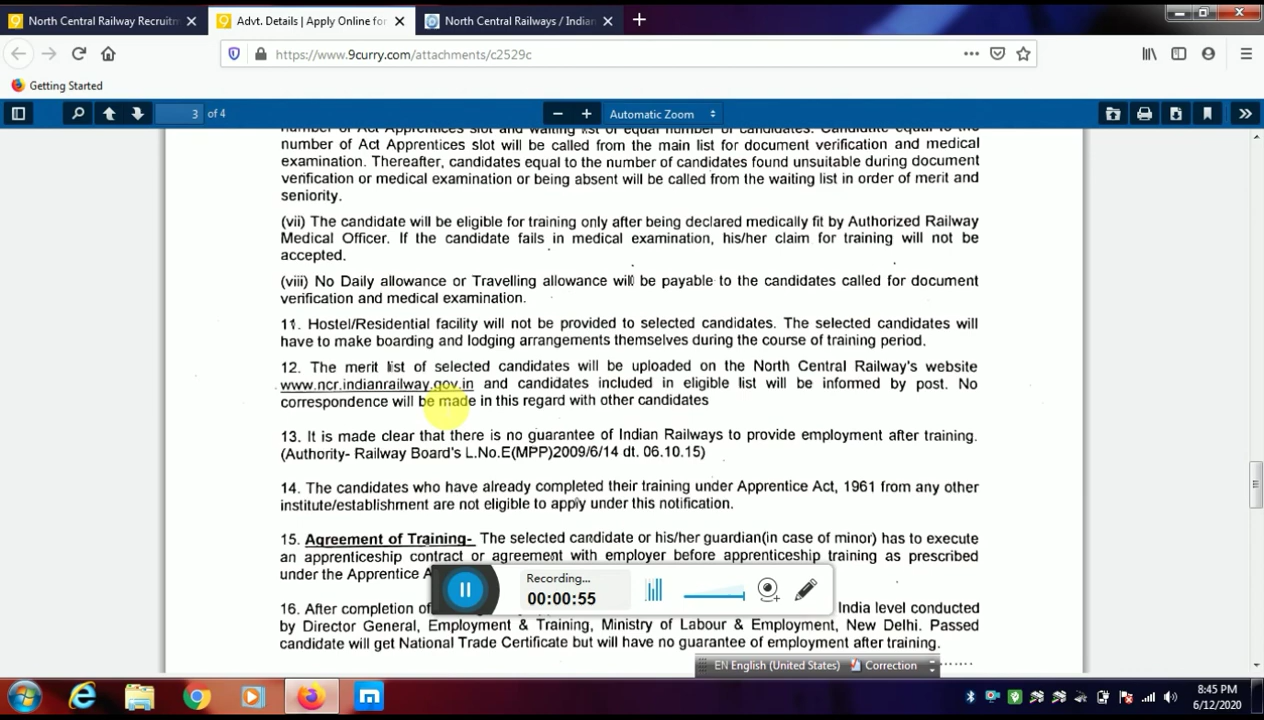 North Central Railway Recruitm
Advt. Details | Apply Online for
North Central Railways / Indian
https://www.9curry.com/attachments/c2529c
Getting Started
3 of 4
Automatic Zoom
number of Act Apprentices slot and waiting list of equal number of candidates. Candidate equal to the
number of Act Apprentices slot will be called from the main list for document verification and medical
examination. Thereafter, candidates equal to the number of candidates found unsuitable during document
verification or medical examination or being absent will be called from the waiting list in order of merit and
seniority.
(vii) The candidate will be eligible for training only after being declared medically fit by Authorized Railway
Medical Officer. If the candidate fails in medical examination, his/her claim for training will not be
accepted.
(viii) No Daily allowance or Travelling allowance will be payable to the candidates called for document
verification and medical examination.
11. Hostel/Residential facility will not be provided to selected candidates. The selected candidates will
have to make boarding and lodging arrangements themselves during the course of training period.
12. The merit list of selected candidates will be uploaded on the North Central Railway's website
www.ncr.indianrailway.gov.in and candidates included in eligible list will be informed by post. No
correspondence will be made in this regard with other candidates
13. It is made clear that there is no guarantee of Indian Railways to provide employment after training.
(Authority- Railway Board's L.No.E(MPP)2009/6/14 dt. 06.10.15)
14. The candidates who have already completed their training under Apprentice Act, 1961 from any other
institute/establishment are not eligible to apply under this notification.
15. Agreement of Training- The selected candidate or his/her guardian(in case of minor) has to execute
an apprenticeship contract or agreement with employer before apprenticeship training as prescribed
under the Apprentice A
Recording...
00:00:55
16. After completion of India level conducted
by Director General, Employment & Training, Ministry of Labour & Employment, New Delhi. Passed
candidate will get National Trade Certificate but will have no guarantee of employment after training.
EN English (United States) Correction
8:45 PM
6/12/2020